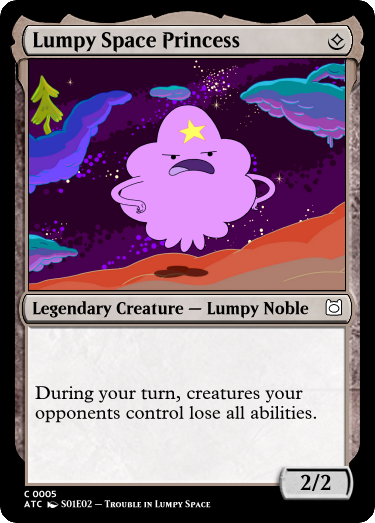 Lumpy Space Princess
Legendary Creature — Lumpy Noble
During your turn, creatures your
opponents control lose all abilities.
2/2
C 0005
ATC S01E02 – Trouble in Lumpy Space